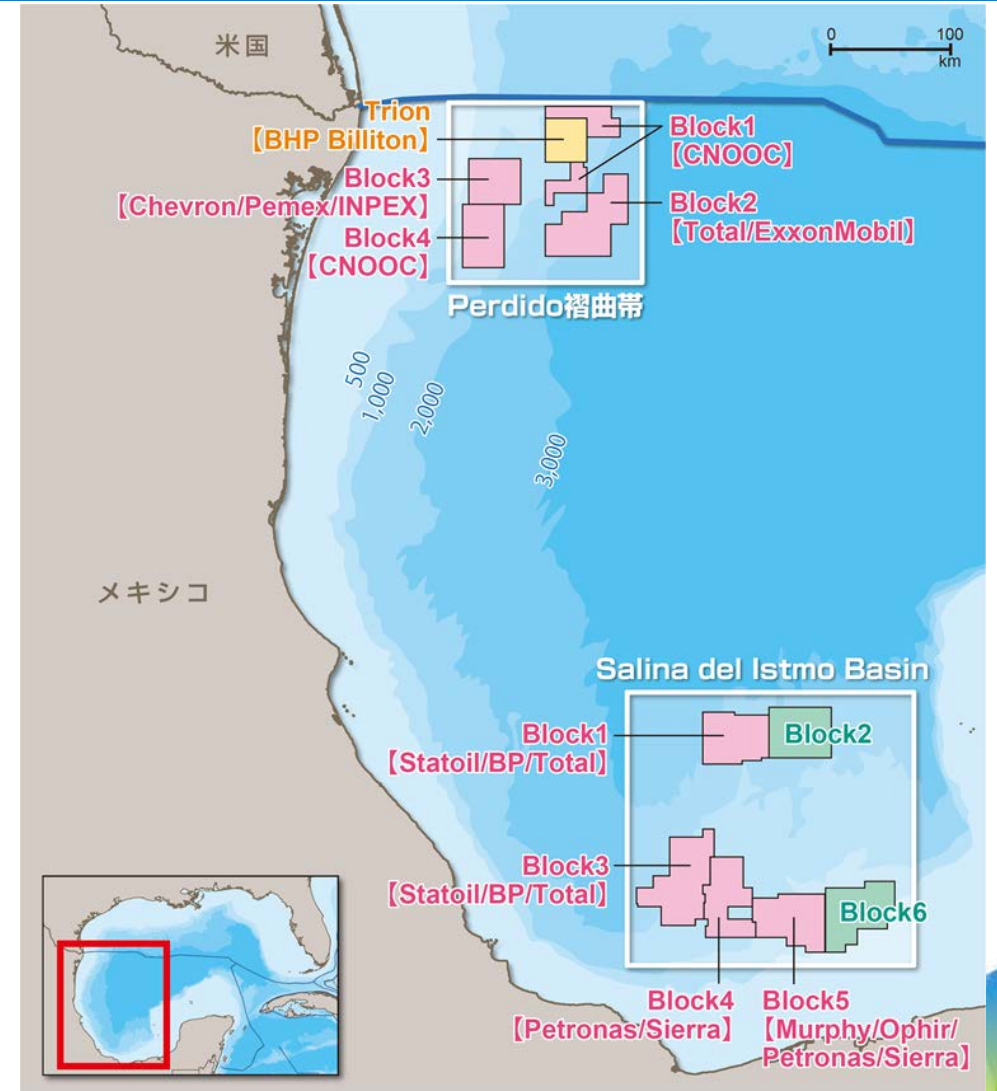 米国
0 100
km
Trion
【BHP Billiton】
Block1
【CNOOC】
Block3
【Chevron/Pemex/INPEX】
Block2
【Total/ExxonMobil】
Block4
【CNOOC】
Perdido褶曲帯
500
1,000
2,000
3,000
メキシコ
Salina del Istmo Basin
Block1
【Statoil/BP/Total】
Block2
Block3
【Statoil/BP/Total】
Block6
Block4
【Petronas/Sierra】
Block5
【Murphy/Ophir/
Petronas/Sierra】